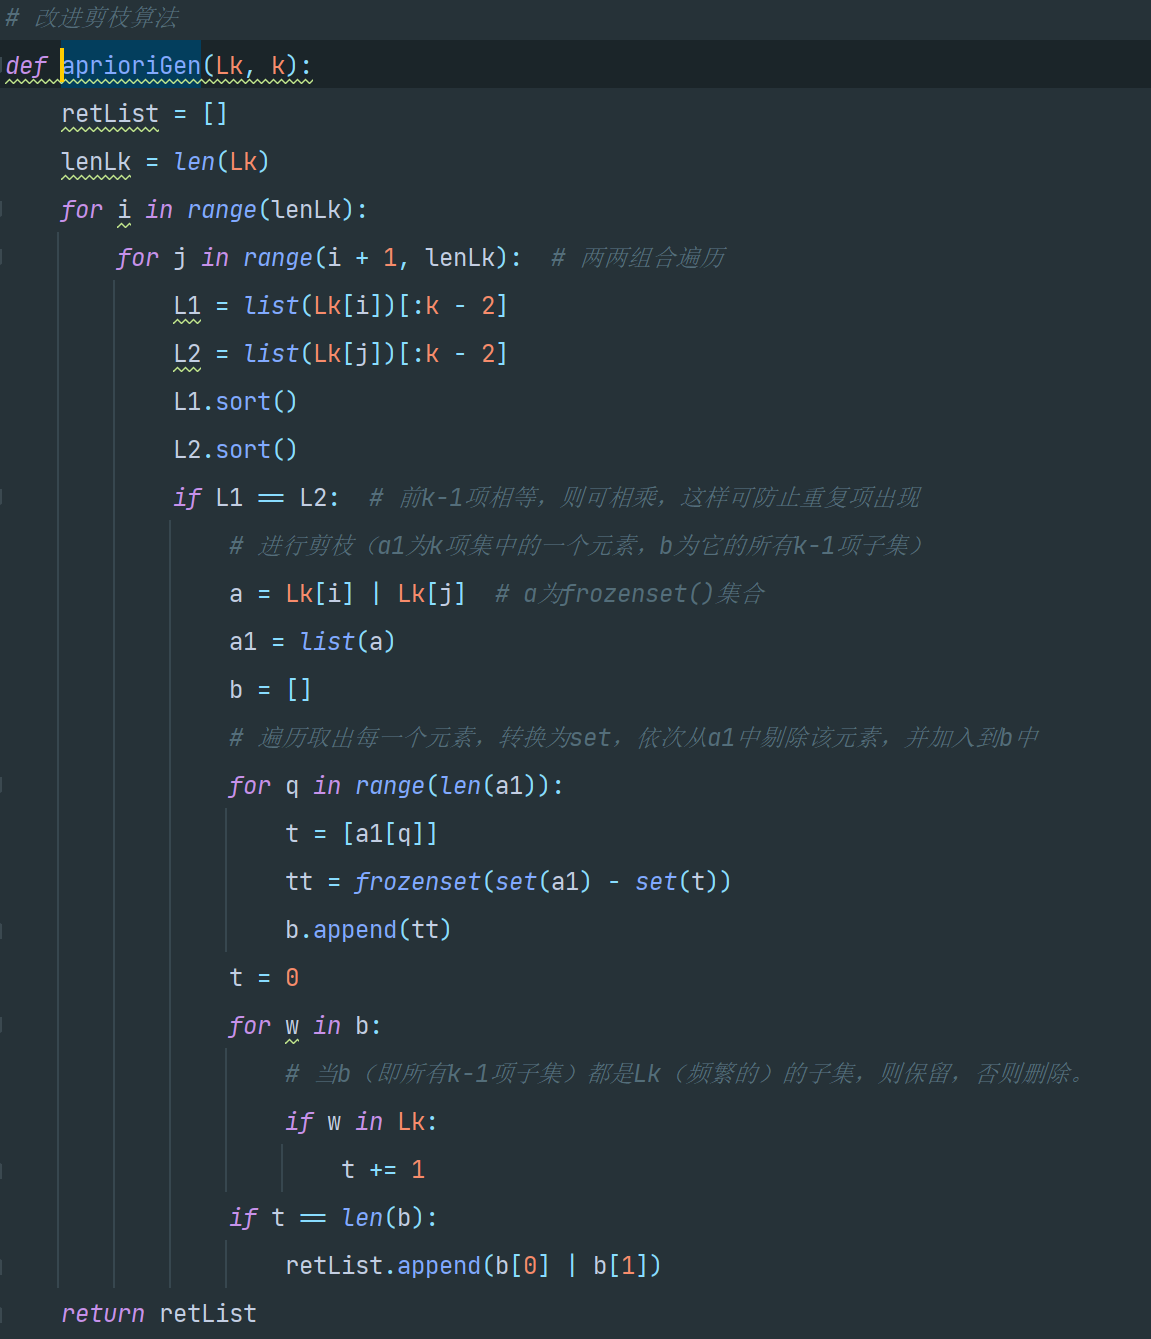 # 改进剪枝算法
def aprioriGen(Lk, k):
    retList = []
    lenLk = len(Lk)
    for i in range(lenLk):
        for j in range(i + 1, lenLk):  # 两两组合遍历
            L1 = list(Lk[i])[:k - 2]
            L2 = list(Lk[j])[:k - 2]
            L1.sort()
            L2.sort()
            if L1 == L2:  # 前k-1项相等，则可相乘，这样可防止重复项出现
                # 进行剪枝（a1为k项集中的一个元素，b为它的所有k-1项子集）
                a = Lk[i] | Lk[j]  # a为frozenset()集合
                a1 = list(a)
                b = []
                # 遍历取出每一个元素，转换为set，依次从a1中剔除该元素，并加入到b中
                for q in range(len(a1)):
                    t = [a1[q]]
                    tt = frozenset(set(a1) - set(t))
                    b.append(tt)
                t = 0
                for w in b:
                    # 当b（即所有k-1项子集）都是Lk（频繁的）的子集，则保留，否则删除。
                    if w in Lk:
                        t += 1
                if t == len(b):
                    retList.append(b[0] | b[1])
    return retList